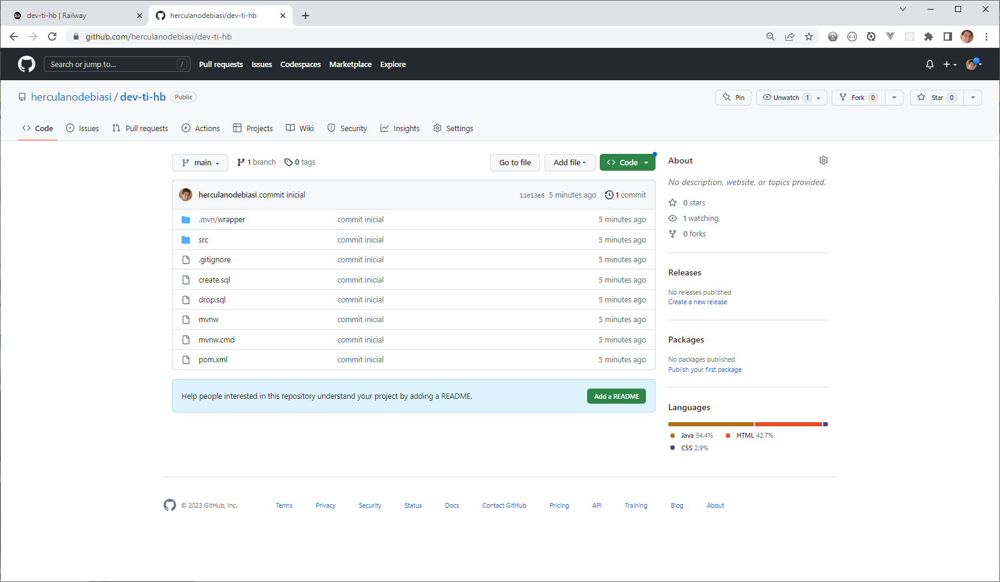 dev-ti-hb | Railway
herculanodebiasi/dev-ti-hb
github.com/herculanodebiasi/dev-ti-hb
Search or jump to... /
Pull requests Issues Codespaces Marketplace Explore
herculanodebiasi / dev-ti-hb Public
Pin Unwatch 1 Fork 0 Star 0
Code Issues Pull requests Actions Projects Wiki Security Insights Settings
main 1 branch 0 tags Go to file Add file Code
herculanodebiasi commit inicial 11e13e6 5 minutes ago 1 commit
.mvn/wrapper commit inicial 5 minutes ago
src commit inicial 5 minutes ago
.gitignore commit inicial 5 minutes ago
create.sql commit inicial 5 minutes ago
drop.sql commit inicial 5 minutes ago
mvnw commit inicial 5 minutes ago
mvnw.cmd commit inicial 5 minutes ago
pom.xml commit inicial 5 minutes ago
Help people interested in this repository understand your project by adding a README. Add a README
About
No description, website, or topics provided.
0 stars
1 watching
0 forks
Releases
No releases published
Create a new release
Packages
No packages published
Publish your first package
Languages
Java 54.4% HTML 42.7%
CSS 2.9%
© 2023 GitHub, Inc. Terms Privacy Security Status Docs Contact GitHub Pricing API Training Blog About